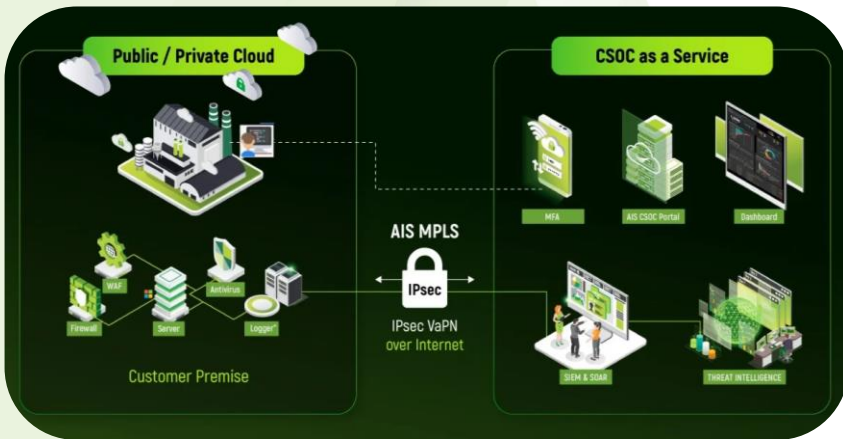 Public / Private Cloud
CSOC as a Service
MFA
AIS CSOC Portal
Dashboard
AIS MPLS
IPsec
IPsec VaPN
over Internet
WAF
Antivirus
Firewall
Server
Logger*
Customer Premise
SIEM & SOAR
THREAT INTELLIGENCE